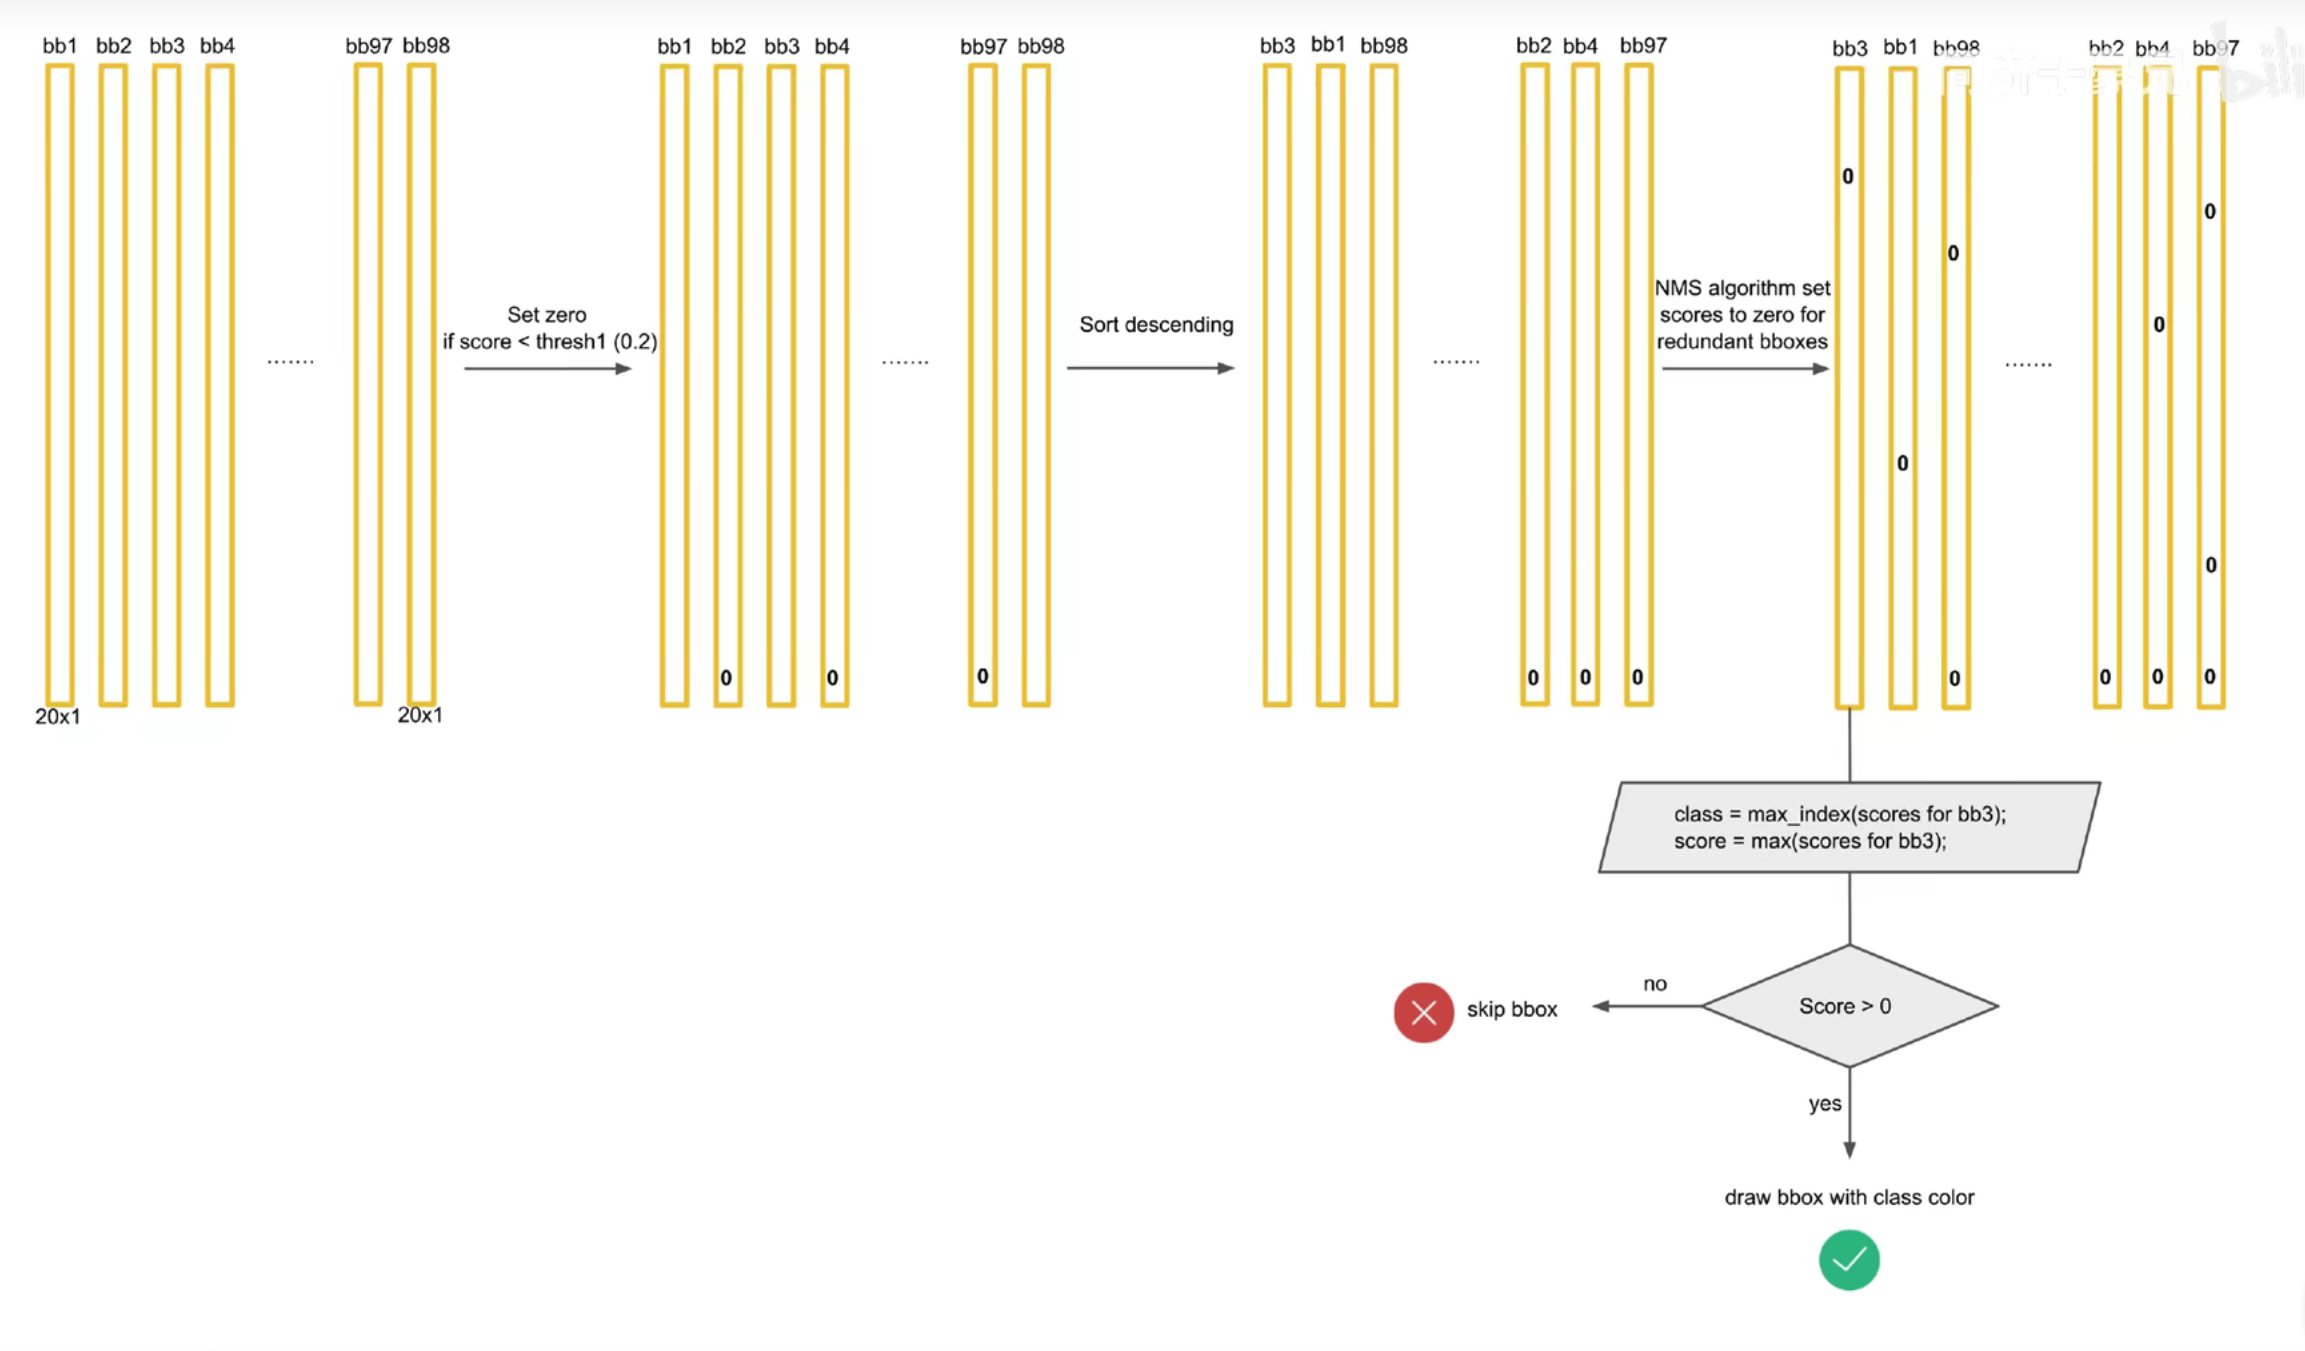 bb1 bb2 bb3 bb4 bb97 bb98
bb1 bb2 bb3 bb4 bb97 bb98
bb3 bb1 bb98 bb2 bb4 bb97
bb3 bb1 bb98 bb2 bb4 bb97
20x1 20x1
.......
Set zero
if score < thresh1 (0.2)
.......
0 0 0
Sort descending
.......
0 0 0
NMS algorithm set
scores to zero for
redundant bboxes
.......
0
0
0
0
0
0
0 0 0 0
class = max_index(scores for bb3);
score = max(scores for bb3);
Score > 0
no
skip bbox
yes
draw bbox with class color